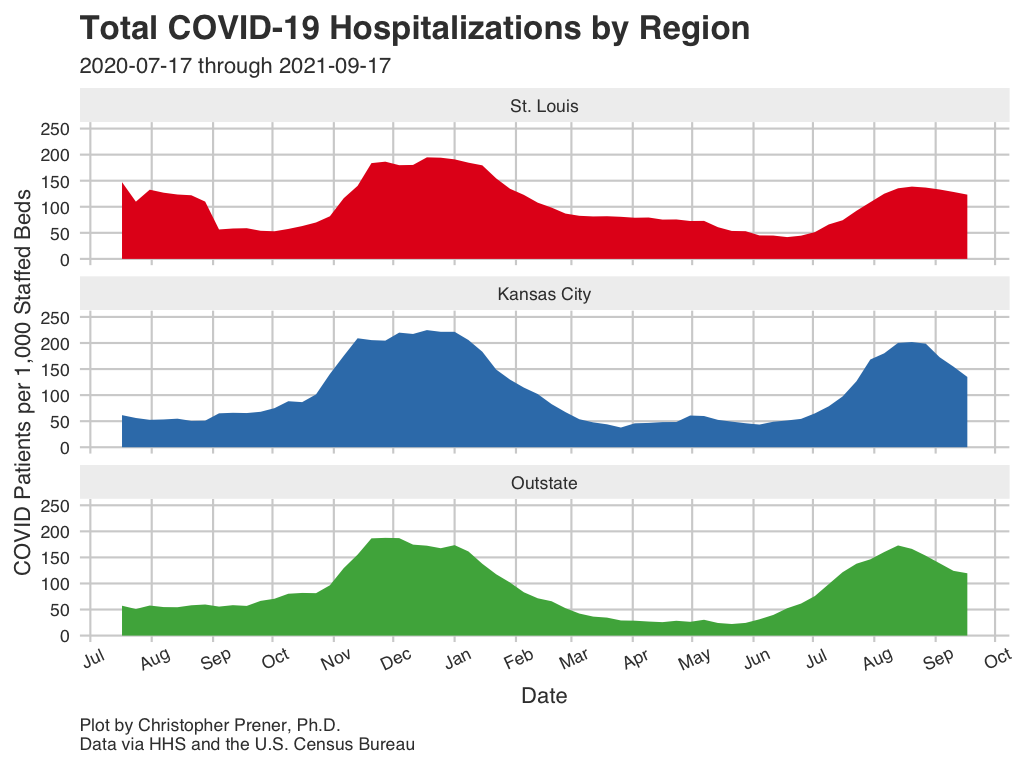 Total COVID-19 Hospitalizations by Region
2020-07-17 through 2021-09-17
COVID Patients per 1,000 Staffed Beds
St. Louis
250
200
150
100
50
0
Kansas City
250
200
150
100
50
0
Outstate
250
200
150
100
50
0
Jul Aug Sep Oct Nov Dec Jan Feb Mar Apr May Jun Jul Aug Sep Oct
Date
Plot by Christopher Prener, Ph.D.
Data via HHS and the U.S. Census Bureau